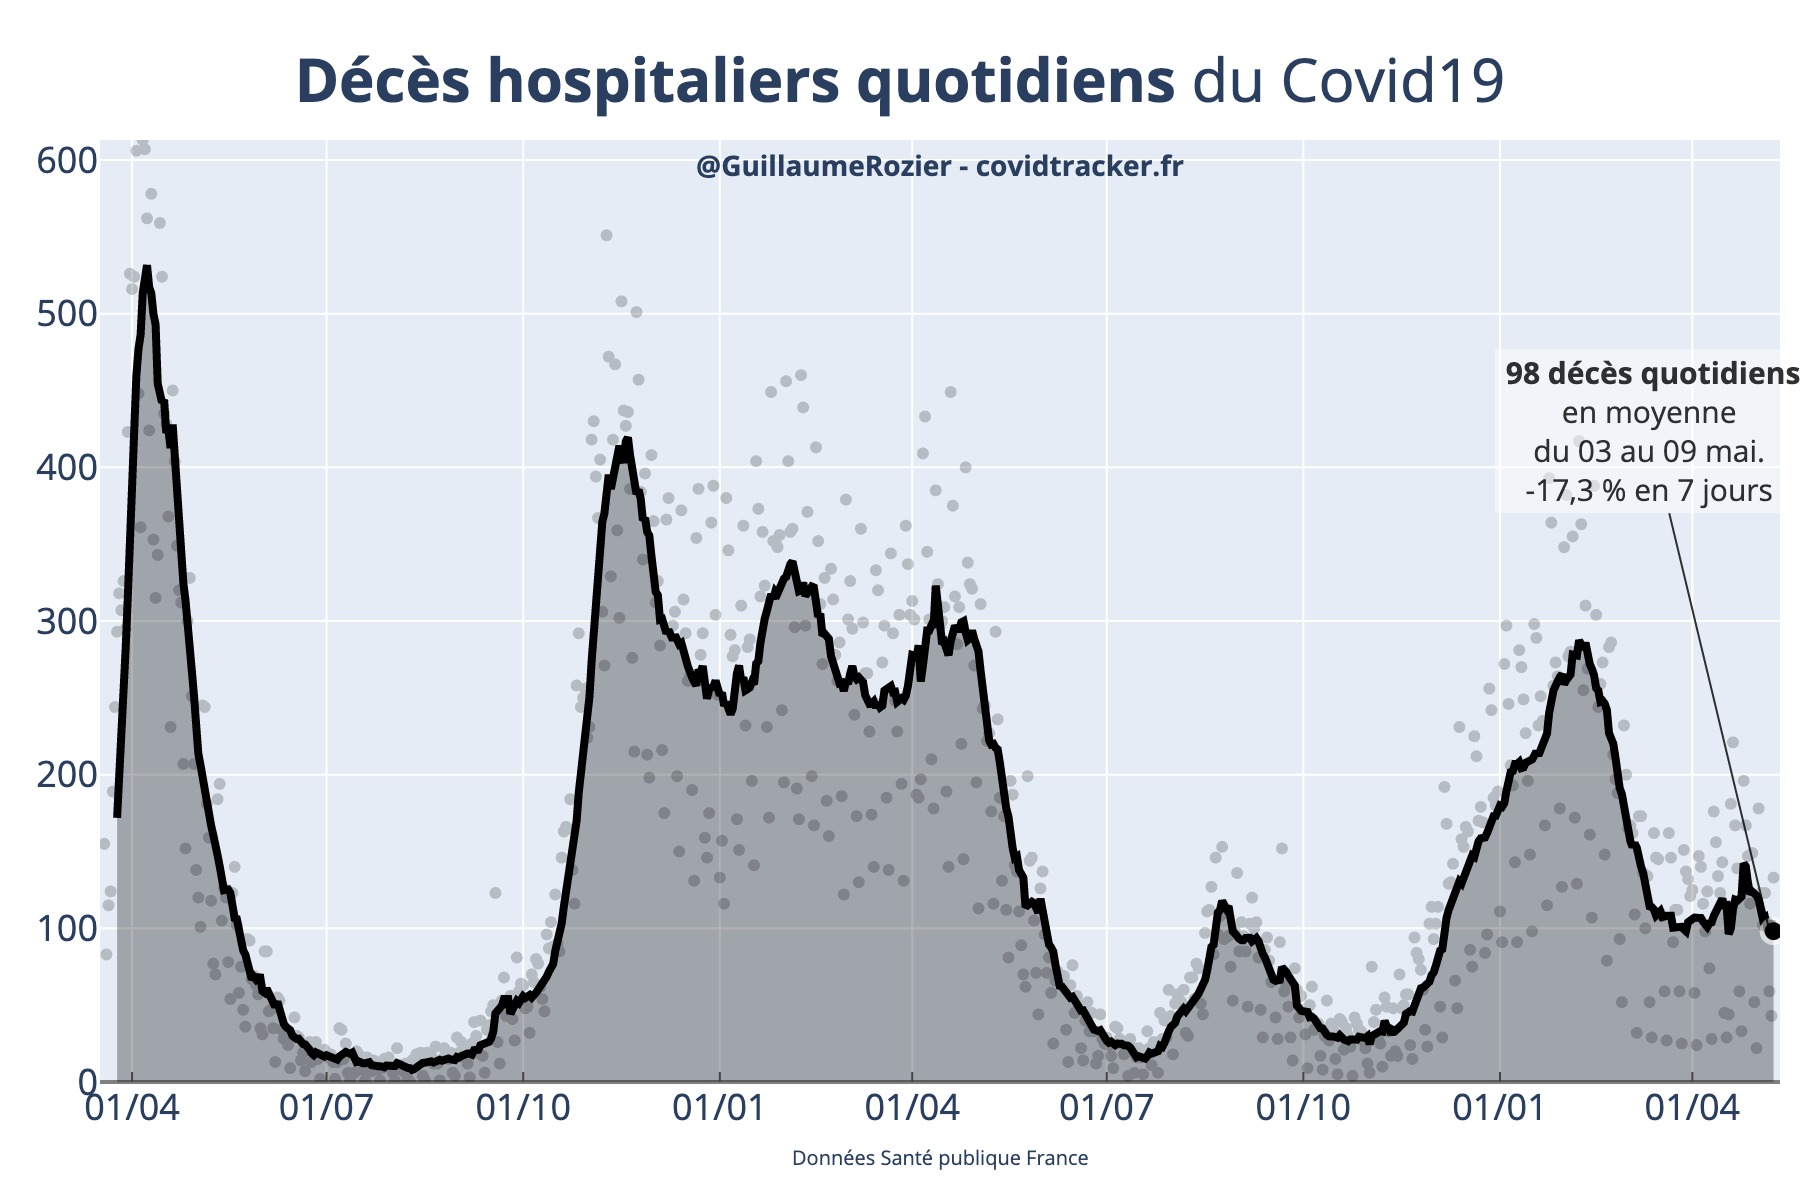 Décès hospitaliers quotidiens du Covid19
@GuillaumeRozier - covidtracker.fr
600
500
400
300
200
100
0
98 décès quotidiens
en moyenne
du 03 au 09 mai.
-17,3 % en 7 jours
01/04
01/07
01/10
01/01
01/04
01/07
01/10
01/01
01/04
Données Santé publique France